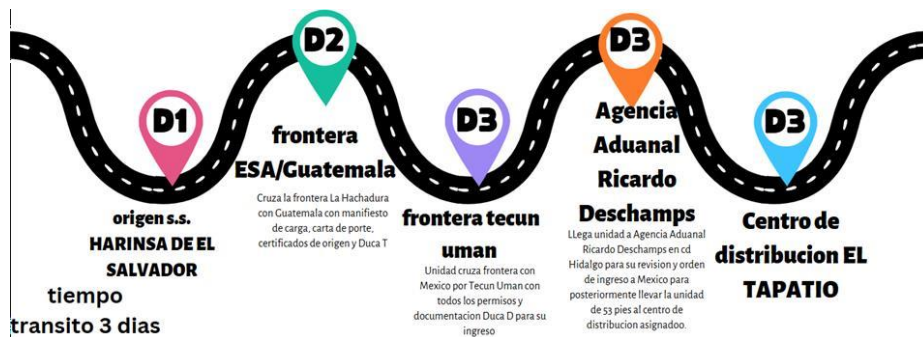 D1
origen s.s.
HARINSA DE EL
SALVADOR
tiempo
transito 3 dias
D2
frontera
ESA/Guatemala
Cruza la frontera La Hachadura
con Guatemala con manifiesto
de carga, carta de porte,
certificados de origen y Duca T
D3
frontera tecun
uman
Unidad cruza frontera con
Mexico por Tecun Uman con
todos los permisos y
documentacion Duca D para su
ingreso
D3
Agencia
Aduanal
Ricardo
Deschamps
LLega unidad a Agencia Aduanal
Ricardo Deschamps en cd
Hidalgo para su revision y orden
de ingreso a Mexico para
posteriormente llevar la unidad
de 53 pies al centro de
distribucion asignadoo.
D3
Centro de
distribucion EL
TAPATIO